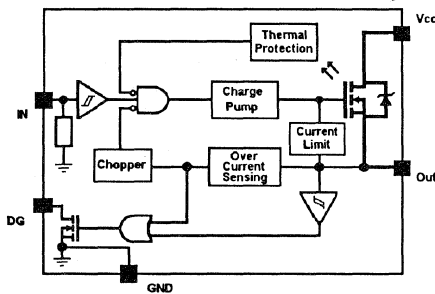 Vcc
Thermal
Protection
IN
Charge
Pump
Current
Limit
Chopper
Over
Current
Sensing
Out
DG
GND